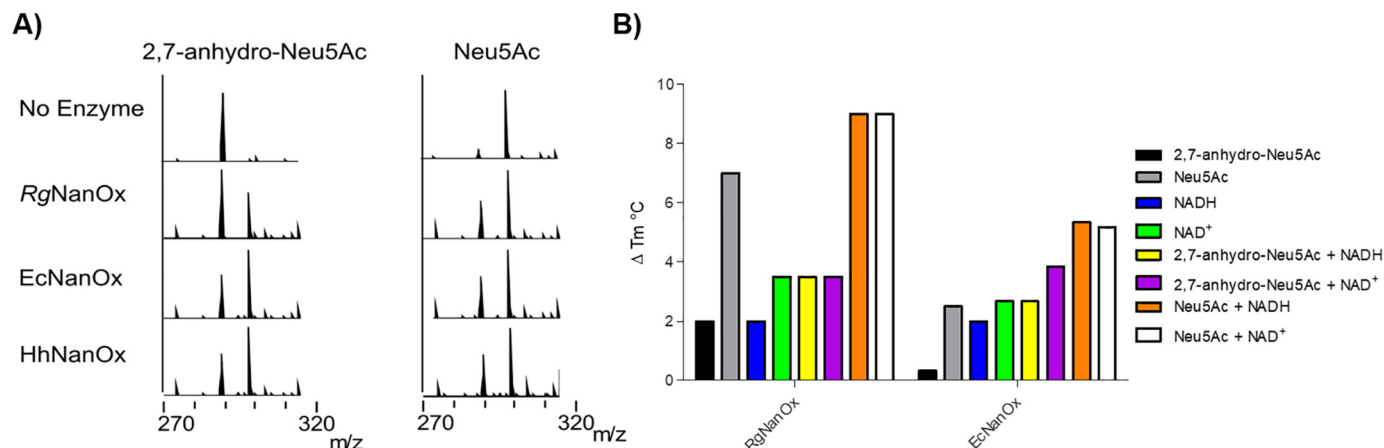 A)
2,7-anhydro-Neu5Ac
Neu5Ac
No Enzyme
RgNanOx
EcNanOx
HhNanOx
270
320
m/z
270
320
m/z
B)
10
8
6
4
2
0
Δ Tm °C
RgNanOx
EcNanOx
2,7-anhydro-Neu5Ac
Neu5Ac
NADH
NAD⁺
2,7-anhydro-Neu5Ac + NADH
2,7-anhydro-Neu5Ac + NAD⁺
Neu5Ac + NADH
Neu5Ac + NAD⁺